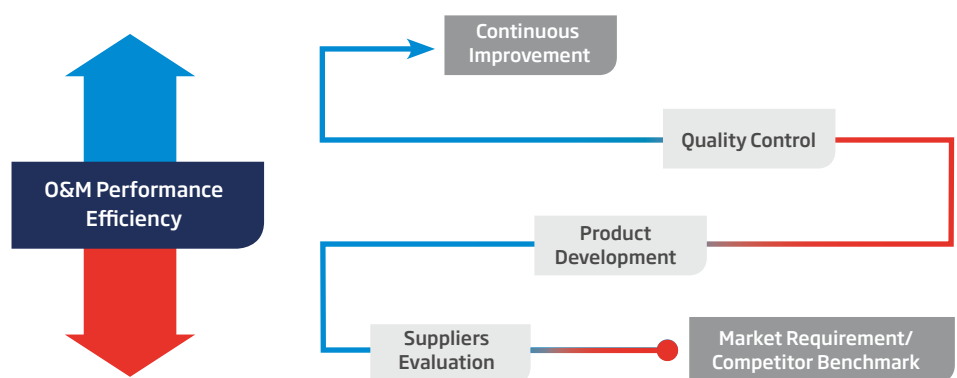 Continuous
Improvement
Quality Control
O&M Performance
Efficiency
Product
Development
Suppliers
Evaluation
Market Requirement/
Competitor Benchmark